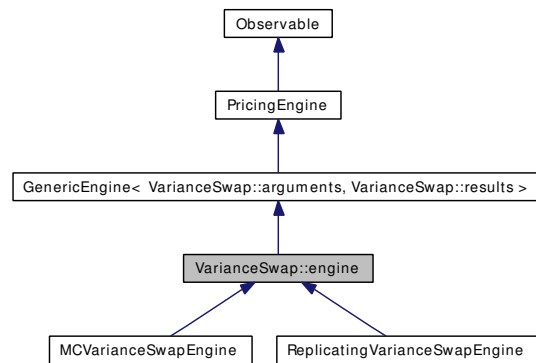 Observable
PricingEngine
GenericEngine< VarianceSwap::arguments, VarianceSwap::results >
VarianceSwap::engine
MCVarianceSwapEngine
ReplicatingVarianceSwapEngine